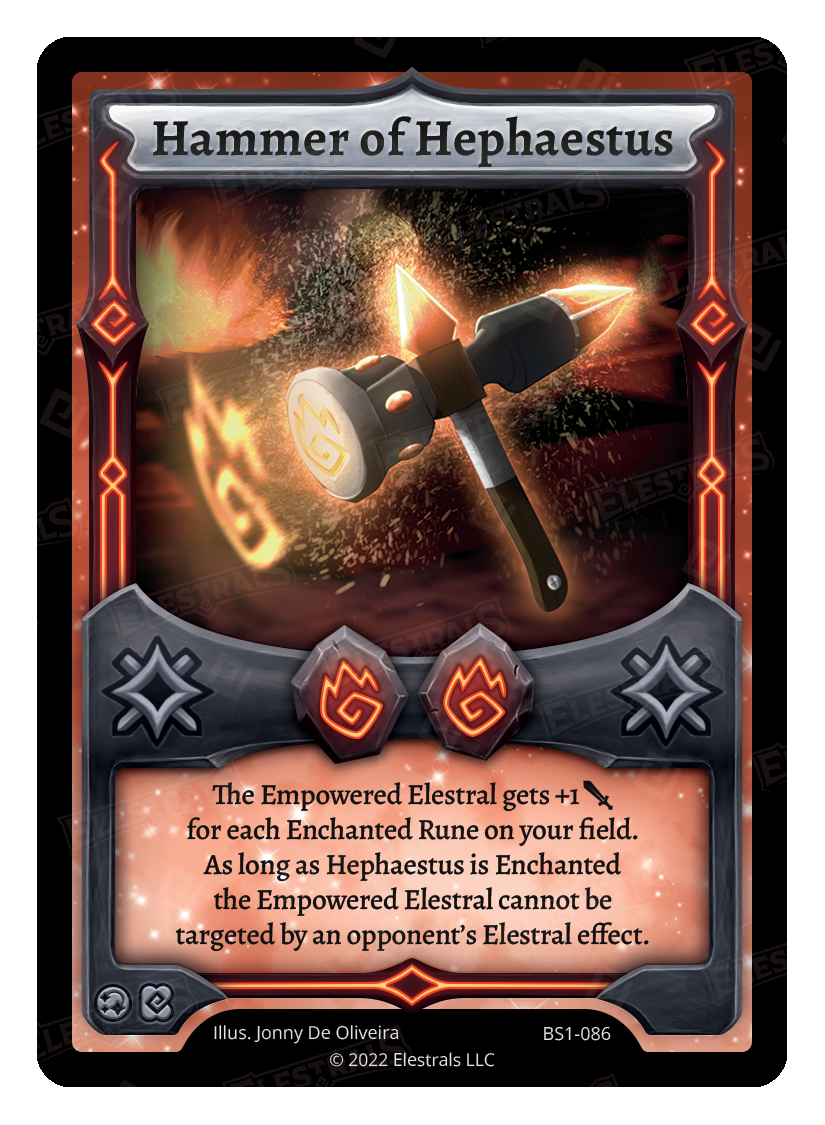 Hammer of Hephaestus
The Empowered Elestral gets +1
for each Enchanted Rune on your field.
As long as Hephaestus is Enchanted
the Empowered Elestral cannot be
targeted by an opponent's Elestral effect.
Illus. Jonny De Oliveira
BS1-086
© 2022 Elestrals LLC